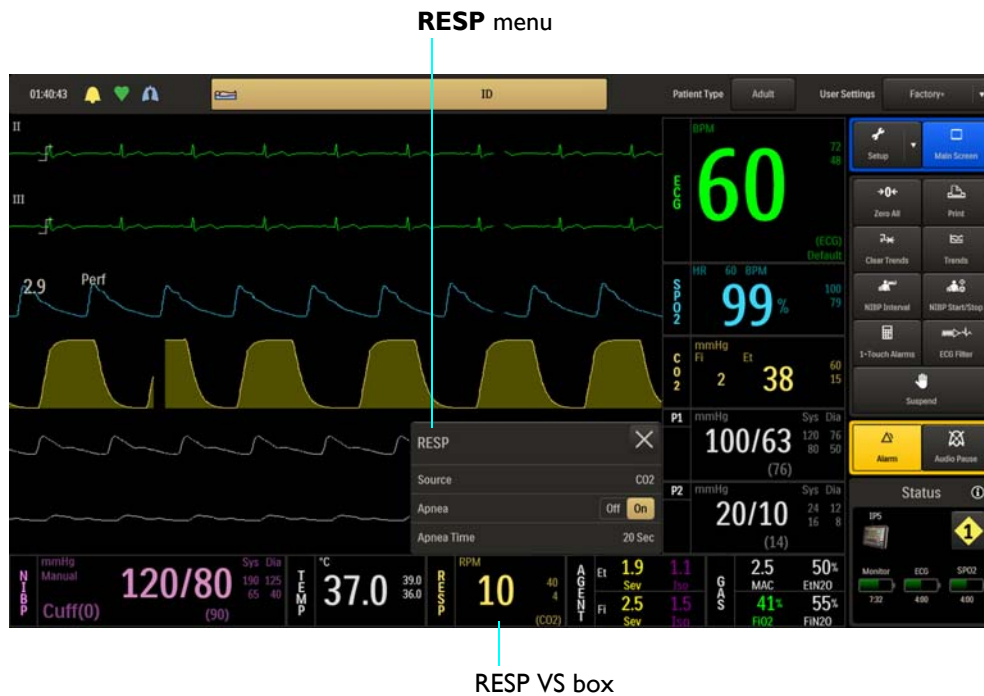 RESP menu
01:40:43 ID Patient Type Adult User Settings Factory*
II
III
2.9 Perf
ECG
BPM
60
72
48
(ECG)
Default
SPO2
HR 60 BPM
99%
100
79
CO2
mmHg
Fi Et
2 38
60
15
P1 mmHg Sys Dia
100/63
120 76
80 50
(76)
P2 mmHg Sys Dia
20/10
24 12
16 8
(14)
RESP
Source CO2
Apnea Off On
Apnea Time 20 Sec
NIBP
mmHg Sys Dia
Manual
120/80
190 125
65 40
Cuff(0) (90)
TEMP
°C
37.0
39.0
36.0
RESP
RPM
10
40
4
(CO2)
AGENT
Et 1.9 1.1
Sev Iso
Fi 2.5 1.5
Sev Iso
GAS
2.5 50%
MAC EtN2O
41% 55%
FiO2 FiN2O
Setup Main Screen
→0← 
Zero All Print
Clear Trends Trends
NIBP Interval NIBP Start/Stop
1-Touch Alarms ECG Filter
Suspend
Alarm Audio Pause
Status
IP5
1
Monitor ECG SPO2
7:32 4:00 4:00
RESP VS box